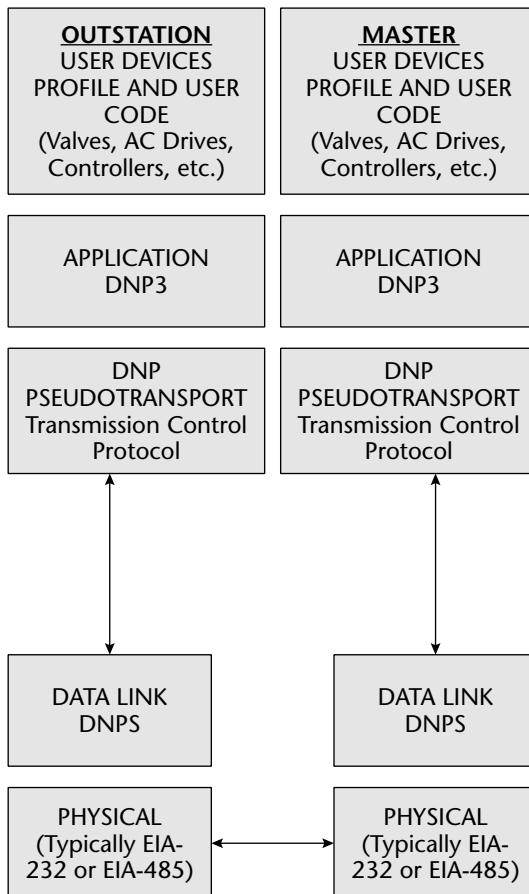 OUTSTATION
USER DEVICES
PROFILE AND USER
CODE
(Valves, AC Drives,
Controllers, etc.)
MASTER
USER DEVICES
PROFILE AND USER
CODE
(Valves, AC Drives,
Controllers, etc.)
APPLICATION
DNP3
APPLICATION
DNP3
DNP
PSEUDOTRANSPORT
Transmission Control
Protocol
DNP
PSEUDOTRANSPORT
Transmission Control
Protocol
DATA LINK
DNPS
DATA LINK
DNPS
PHYSICAL
(Typically EIA-
232 or EIA-485)
PHYSICAL
(Typically EIA-
232 or EIA-485)